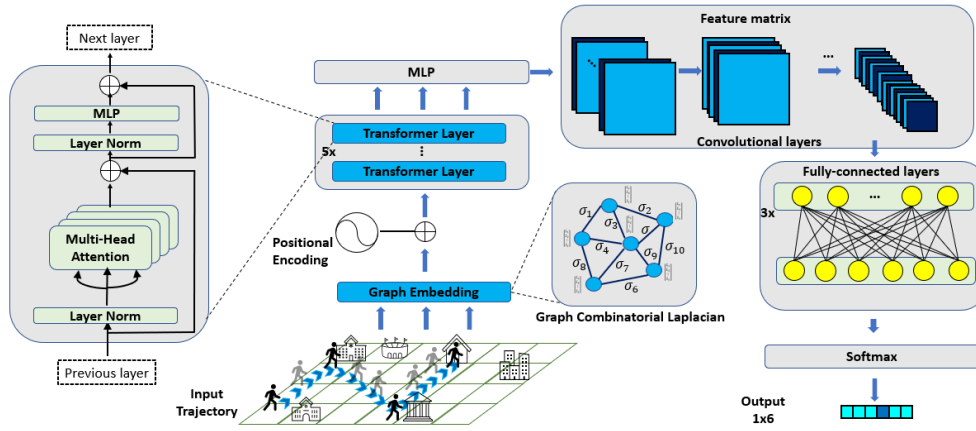 Next layer
MLP
Layer Norm
Multi-Head
Attention
Layer Norm
Previous layer
MLP
5x
Transformer Layer
⋮
Transformer Layer
Positional
Encoding
Graph Embedding
Input
Trajectory
σ₁
σ₂
σ₃
σ
σ₄
σ₉
σ₁₀
σ₈
σ₇
σ₆
Graph Combinatorial Laplacian
Feature matrix
...
Convolutional layers
Fully-connected layers
3x
...
Softmax
Output
1x6